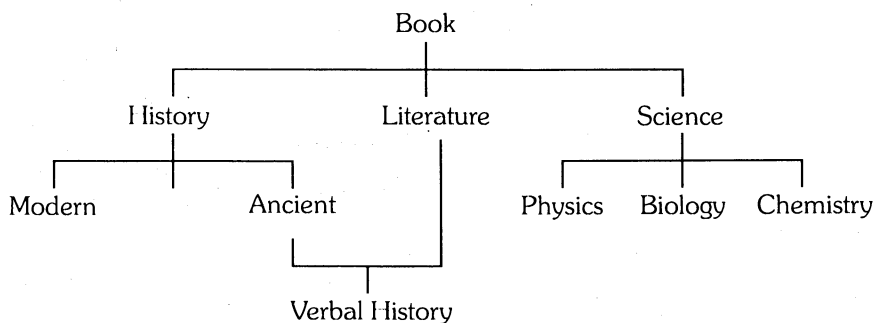 Book
History Literature Science
Modern Ancient Physics Biology Chemistry
Verbal History